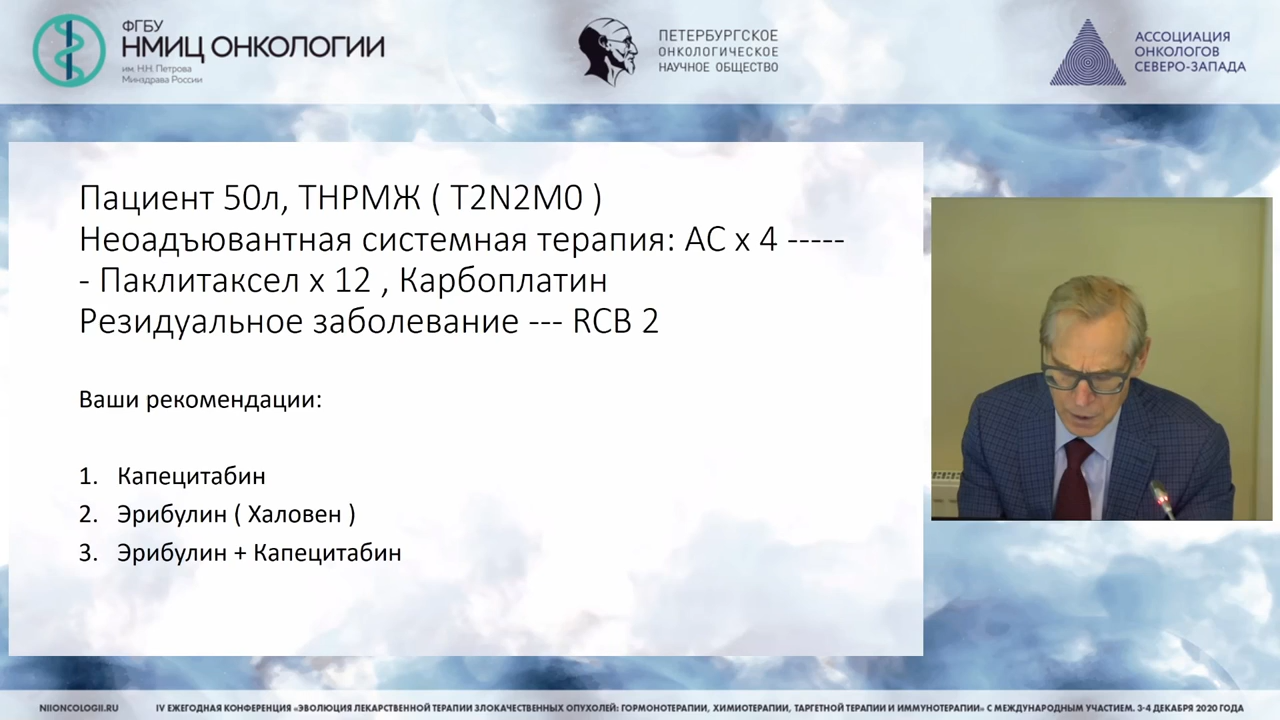 ФГБУ
НМИЦ ОНКОЛОГИИ
им. Н.Н. Петрова
Минздрава России
ПЕТЕРБУРГСКОЕ
ОНКОЛОГИЧЕСКОЕ
НАУЧНОЕ ОБЩЕСТВО
АССОЦИАЦИЯ
ОНКОЛОГОВ
СЕВЕРО-ЗАПАДА
Пациент 50л, ТНРМЖ ( T2N2M0 )
Неоадъювантная системная терапия: АС х 4 -----
- Паклитаксел х 12 , Карбоплатин
Резидуальное заболевание --- RCB 2
Ваши рекомендации:
1. Капецитабин
2. Эрибулин ( Халовен )
3. Эрибулин + Капецитабин
NIIONCOLOGII.RU
IV ЕЖЕГОДНАЯ КОНФЕРЕНЦИЯ «ЭВОЛЮЦИЯ ЛЕКАРСТВЕННОЙ ТЕРАПИИ ЗЛОКАЧЕСТВЕННЫХ ОПУХОЛЕЙ: ГОРМОНОТЕРАПИИ, ХИМИОТЕРАПИИ, ТАРГЕТНОЙ ТЕРАПИИ И ИММУНОТЕРАПИИ» С МЕЖДУНАРОДНЫМ УЧАСТИЕМ. 3-4 ДЕКАБРЯ 2020 ГОДА